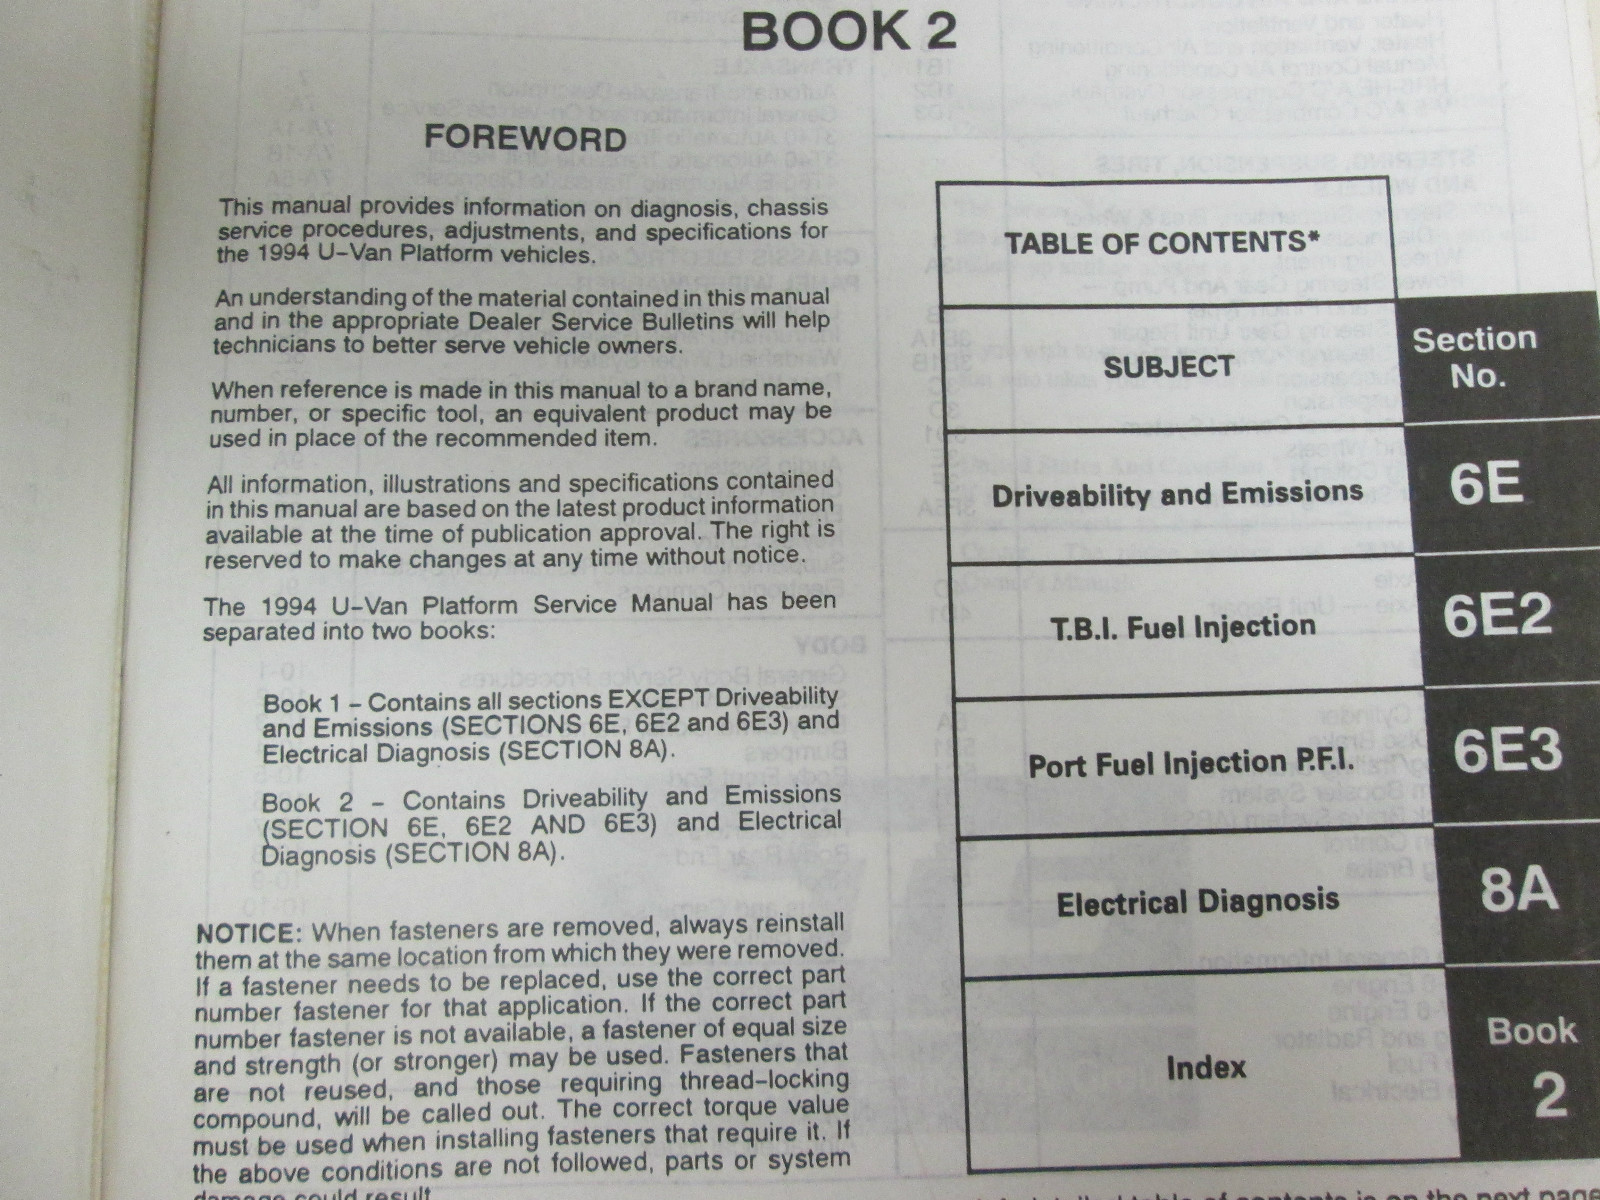 BOOK 2
FOREWORD
This manual provides information on diagnosis, chassis
service procedures, adjustments, and specifications for
the 1994 U–Van Platform vehicles.
An understanding of the material contained in this manual
and in the appropriate Dealer Service Bulletins will help
technicians to better serve vehicle owners.
When reference is made in this manual to a brand name,
number, or specific tool, an equivalent product may be
used in place of the recommended item.
All information, illustrations and specifications contained
in this manual are based on the latest product information
available at the time of publication approval. The right is
reserved to make changes at any time without notice.
The 1994 U–Van Platform Service Manual has been
separated into two books:
Book 1 – Contains all sections EXCEPT Driveability
and Emissions (SECTIONS 6E, 6E2 and 6E3) and
Electrical Diagnosis (SECTION 8A).
Book 2 – Contains Driveability and Emissions
(SECTION 6E, 6E2 AND 6E3) and Electrical
Diagnosis (SECTION 8A).
NOTICE: When fasteners are removed, always reinstall
them at the same location from which they were removed.
If a fastener needs to be replaced, use the correct part
number fastener for that application. If the correct part
number fastener is not available, a fastener of equal size
and strength (or stronger) may be used. Fasteners that
are not reused, and those requiring thread–locking
compound, will be called out. The correct torque value
must be used when installing fasteners that require it. If
the above conditions are not followed, parts or system
damage could result.
TABLE OF CONTENTS*
SUBJECT
Section
No.
Driveability and Emissions
6E
T.B.I. Fuel Injection
6E2
Port Fuel Injection P.F.I.
6E3
Electrical Diagnosis
8A
Index
Book
2
detailed table of contents is on the next page